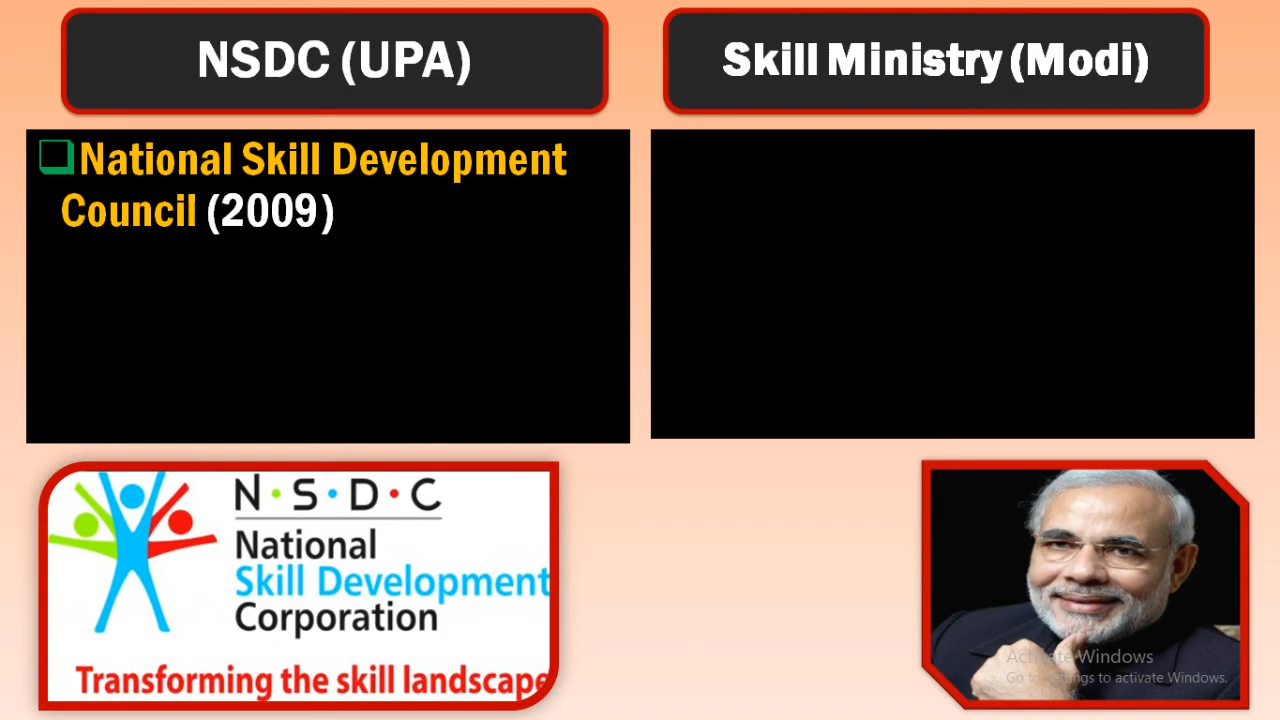 NSDC (UPA)
Skill Ministry (Modi)
National Skill Development
Council (2009)
N·S·D·C
National
Skill Development
Corporation
Transforming the skill landscape
Activate Windows
Go to Settings to activate Windows.